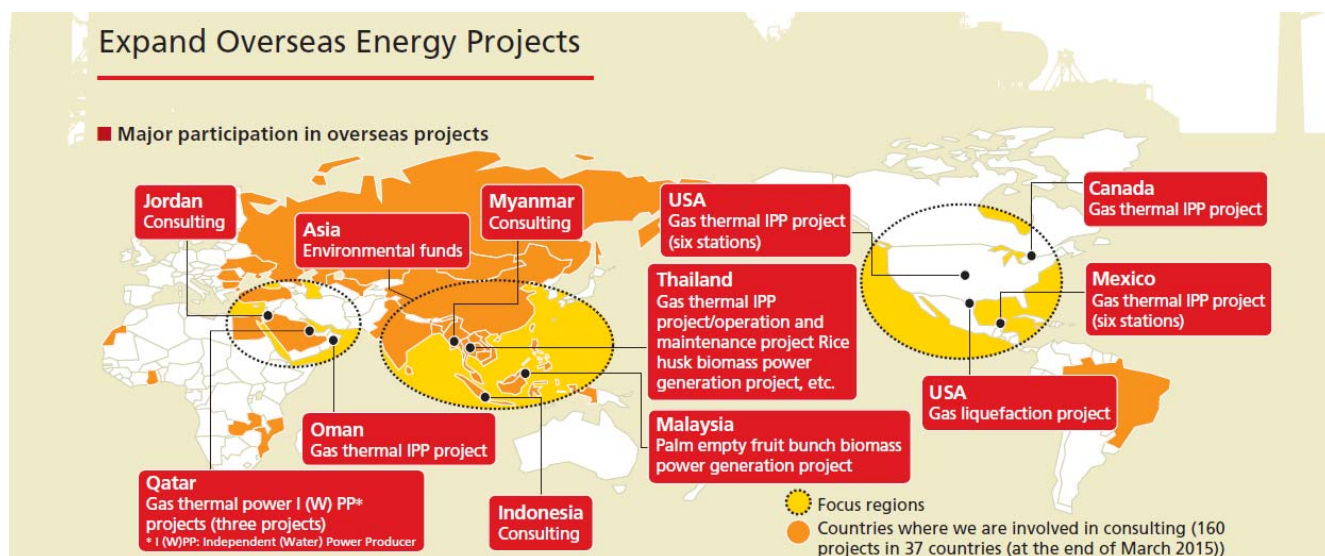 Expand Overseas Energy Projects
■ Major participation in overseas projects
Jordan
Consulting
Asia
Environmental funds
Myanmar
Consulting
USA
Gas thermal IPP project
(six stations)
Canada
Gas thermal IPP project
Thailand
Gas thermal IPP
project/operation and
maintenance project Rice
husk biomass power
generation project, etc.
Mexico
Gas thermal IPP project
(six stations)
USA
Gas liquefaction project
Oman
Gas thermal IPP project
Malaysia
Palm empty fruit bunch biomass
power generation project
Qatar
Gas thermal power I (W) PP*
projects (three projects)
* I (W)PP: Independent (Water) Power Producer
Indonesia
Consulting
Focus regions
Countries where we are involved in consulting (160
projects in 37 countries (at the end of March 2015))